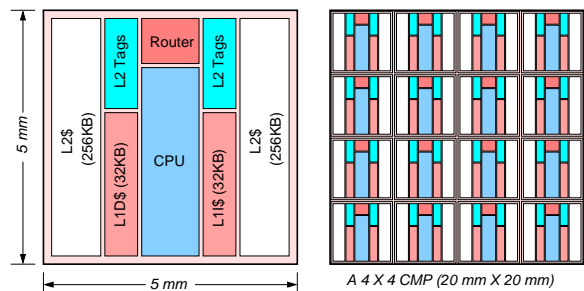 5 mm
L2$
(256KB)
L2 Tags
L1D$ (32KB)
Router
CPU
L2 Tags
L1I$ (32KB)
L2$
(256KB)
5 mm
A 4 X 4 CMP (20 mm X 20 mm)